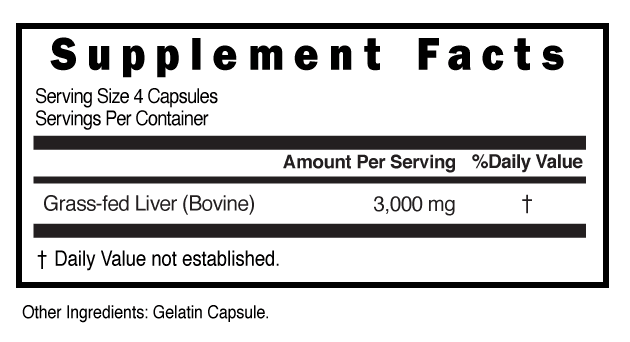 Supplement Facts
Serving Size 4 Capsules
Servings Per Container
Amount Per Serving %Daily Value
Grass-fed Liver (Bovine) 3,000 mg †
† Daily Value not established.
Other Ingredients: Gelatin Capsule.